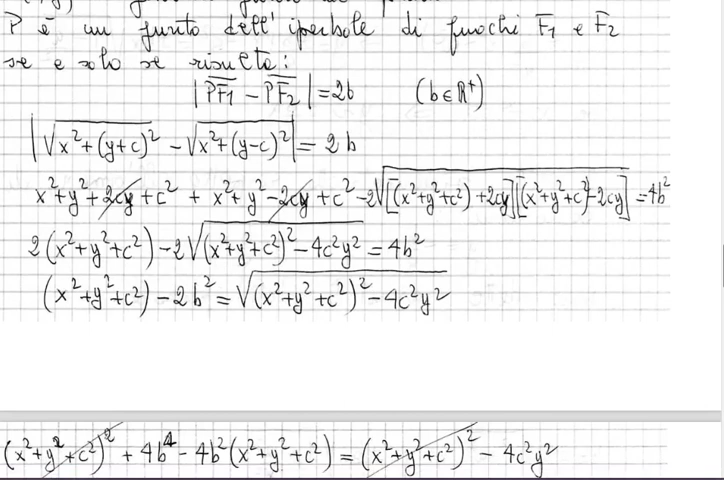 P è un punto dell'iperbole di fuochi F₁ e F₂
se e solo se risulta:
|PF₁ - PF₂| = 2b (b∈R⁺)
|√(x²+(y+c)²) - √(x²+(y-c)²)| = 2b
x²+y²+2cy+c² + x²+y²-2cy+c²-2√([(x²+y²+c²)+2cy][(x²+y²+c²)-2cy]) = 4b²
2(x²+y²+c²)-2√((x²+y²+c²)²-4c²y²) = 4b²
(x²+y²+c²)-2b² = √((x²+y²+c²)²-4c²y²)
(x²+y²+c²)² + 4b⁴-4b²(x²+y²+c²) = (x²+y²+c²)² - 4c²y²